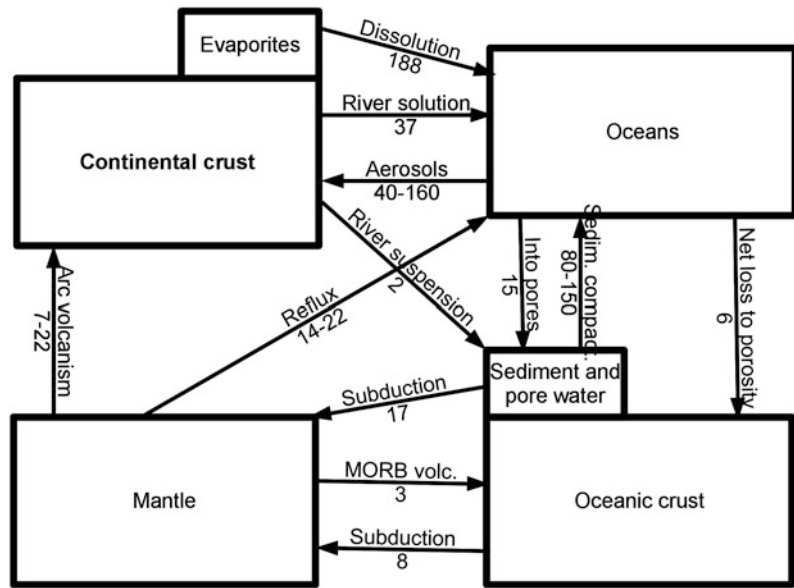 Evaporites
Dissolution
188
River solution
37
Continental crust
Oceans
Aerosols
40-160
River suspension
2
Reflux
14-22
Arc volcanism
7-22
Into pores
15
Sedim. compact.
80-150
Net loss to porosity
6
Sediment and
pore water
Subduction
17
Mantle
MORB volc.
3
Oceanic crust
Subduction
8